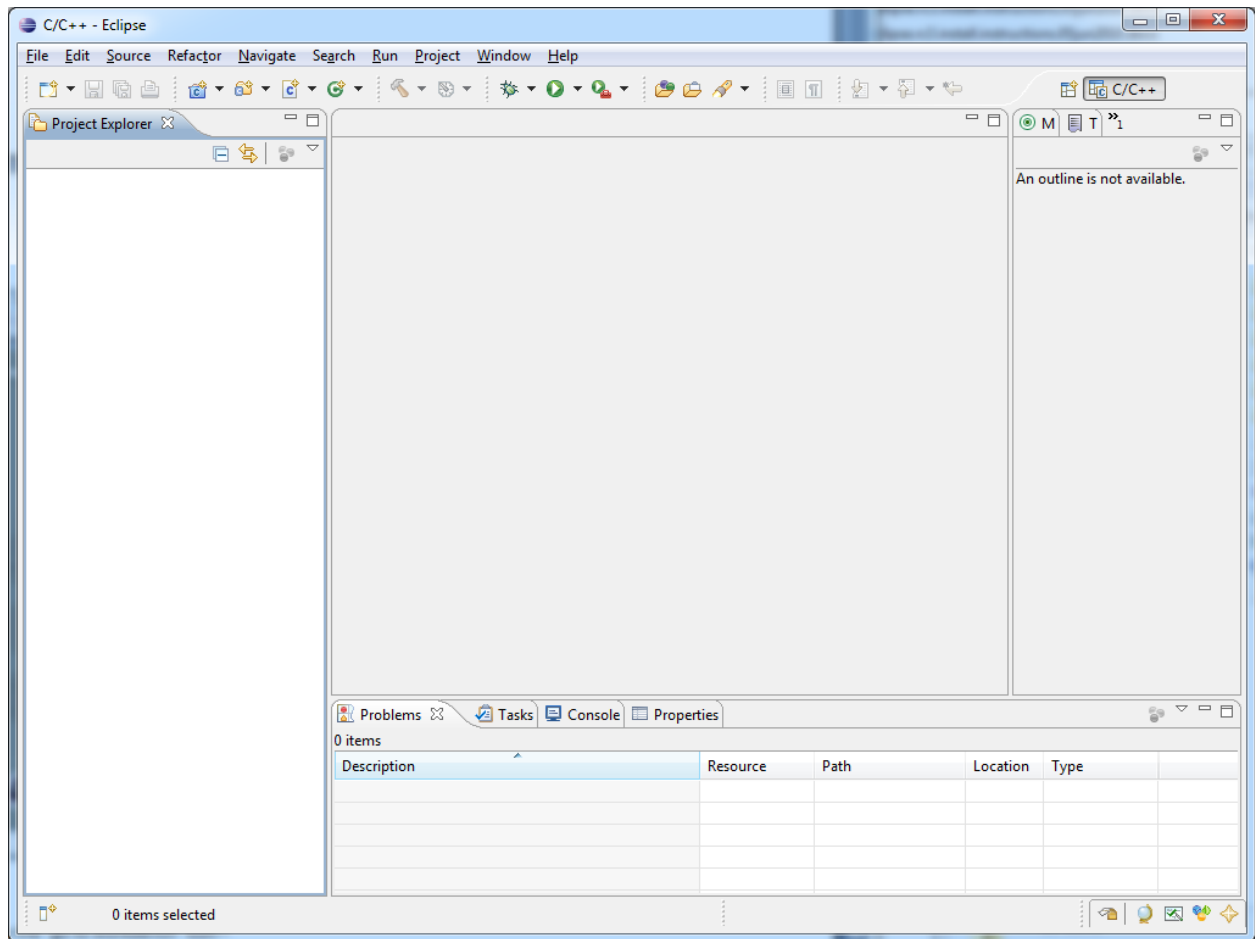 C/C++ - Eclipse
File Edit Source Refactor Navigate Search Run Project Window Help
C/C++
Project Explorer
M T »1
An outline is not available.
Problems Tasks Console Properties
0 items
Description Resource Path Location Type
0 items selected